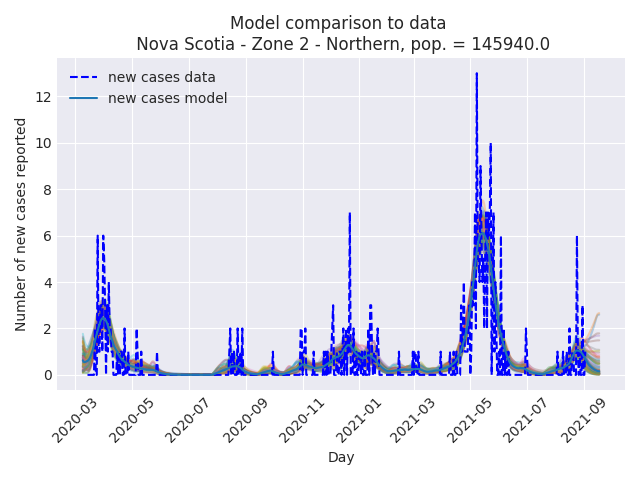 Model comparison to data
Nova Scotia - Zone 2 - Northern, pop. = 145940.0
new cases data
new cases model
Number of new cases reported
12
10
8
6
4
2
0
2020-03
2020-05
2020-07
2020-09
2020-11
2021-01
2021-03
2021-05
2021-07
2021-09
Day